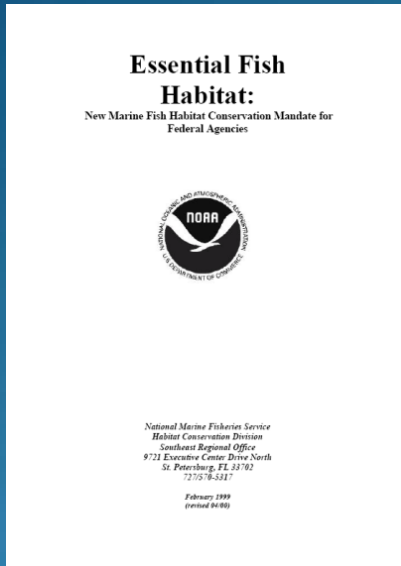 Essential Fish
Habitat:
New Marine Fish Habitat Conservation Mandate for
Federal Agencies
NATIONAL OCEANIC AND ATMOSPHERIC ADMINISTRATION
NOAA
U.S. DEPARTMENT OF COMMERCE
National Marine Fisheries Service
Habitat Conservation Division
Southeast Regional Office
9721 Executive Center Drive North
St. Petersburg, FL 33702
727/570-5317
February 1999
(revised 04/00)